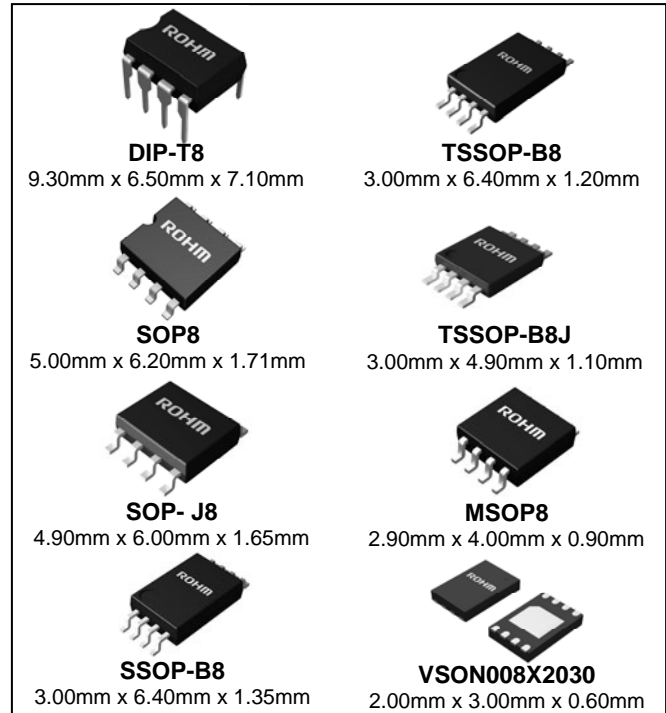 ROHM
DIP-T8
9.30mm x 6.50mm x 7.10mm
ROHM
TSSOP-B8
3.00mm x 6.40mm x 1.20mm
ROHM
SOP8
5.00mm x 6.20mm x 1.71mm
ROHM
TSSOP-B8J
3.00mm x 4.90mm x 1.10mm
ROHM
SOP- J8
4.90mm x 6.00mm x 1.65mm
ROHM
MSOP8
2.90mm x 4.00mm x 0.90mm
ROHM
SSOP-B8
3.00mm x 6.40mm x 1.35mm
ROHM
VSON008X2030
2.00mm x 3.00mm x 0.60mm